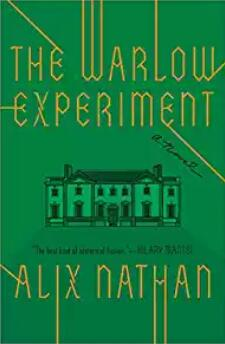 THE WARLOW
EXPERIMENT
a novel
"The best kind of historical fiction."—HILARY MANTEL
ALIX NATHAN